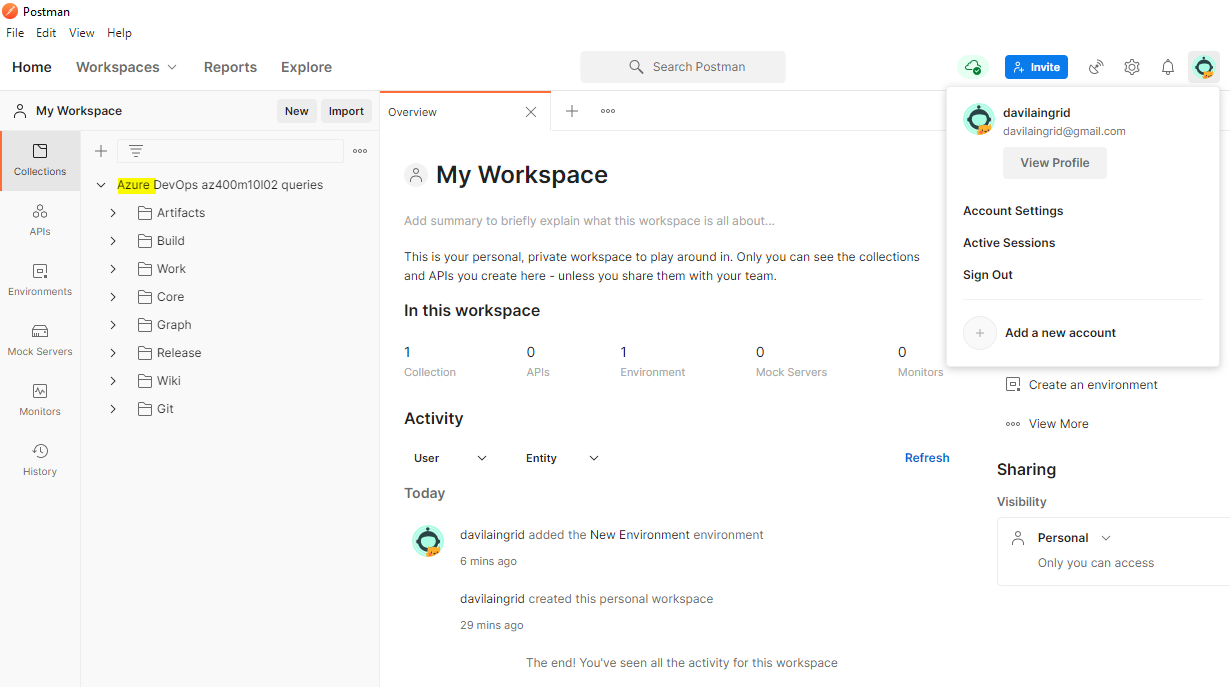 Postman
File Edit View Help
Home Workspaces Reports Explore Search Postman Invite
My Workspace New Import
Overview
Collections
APIs
Environments
Mock Servers
Monitors
History
Azure DevOps az400m10l02 queries
Artifacts
Build
Work
Core
Graph
Release
Wiki
Git
My Workspace
Add summary to briefly explain what this workspace is all about...
This is your personal, private workspace to play around in. Only you can see the collections
and APIs you create here - unless you share them with your team.
In this workspace
1 0 1 0 0
Collection APIs Environment Mock Servers Monitors
Activity
User Entity Refresh
Today
davilaingrid added the New Environment environment
6 mins ago
davilaingrid created this personal workspace
29 mins ago
The end! You've seen all the activity for this workspace
davilaingrid
davilaingrid@gmail.com
View Profile
Account Settings
Active Sessions
Sign Out
Add a new account
Create an environment
View More
Sharing
Visibility
Personal
Only you can access